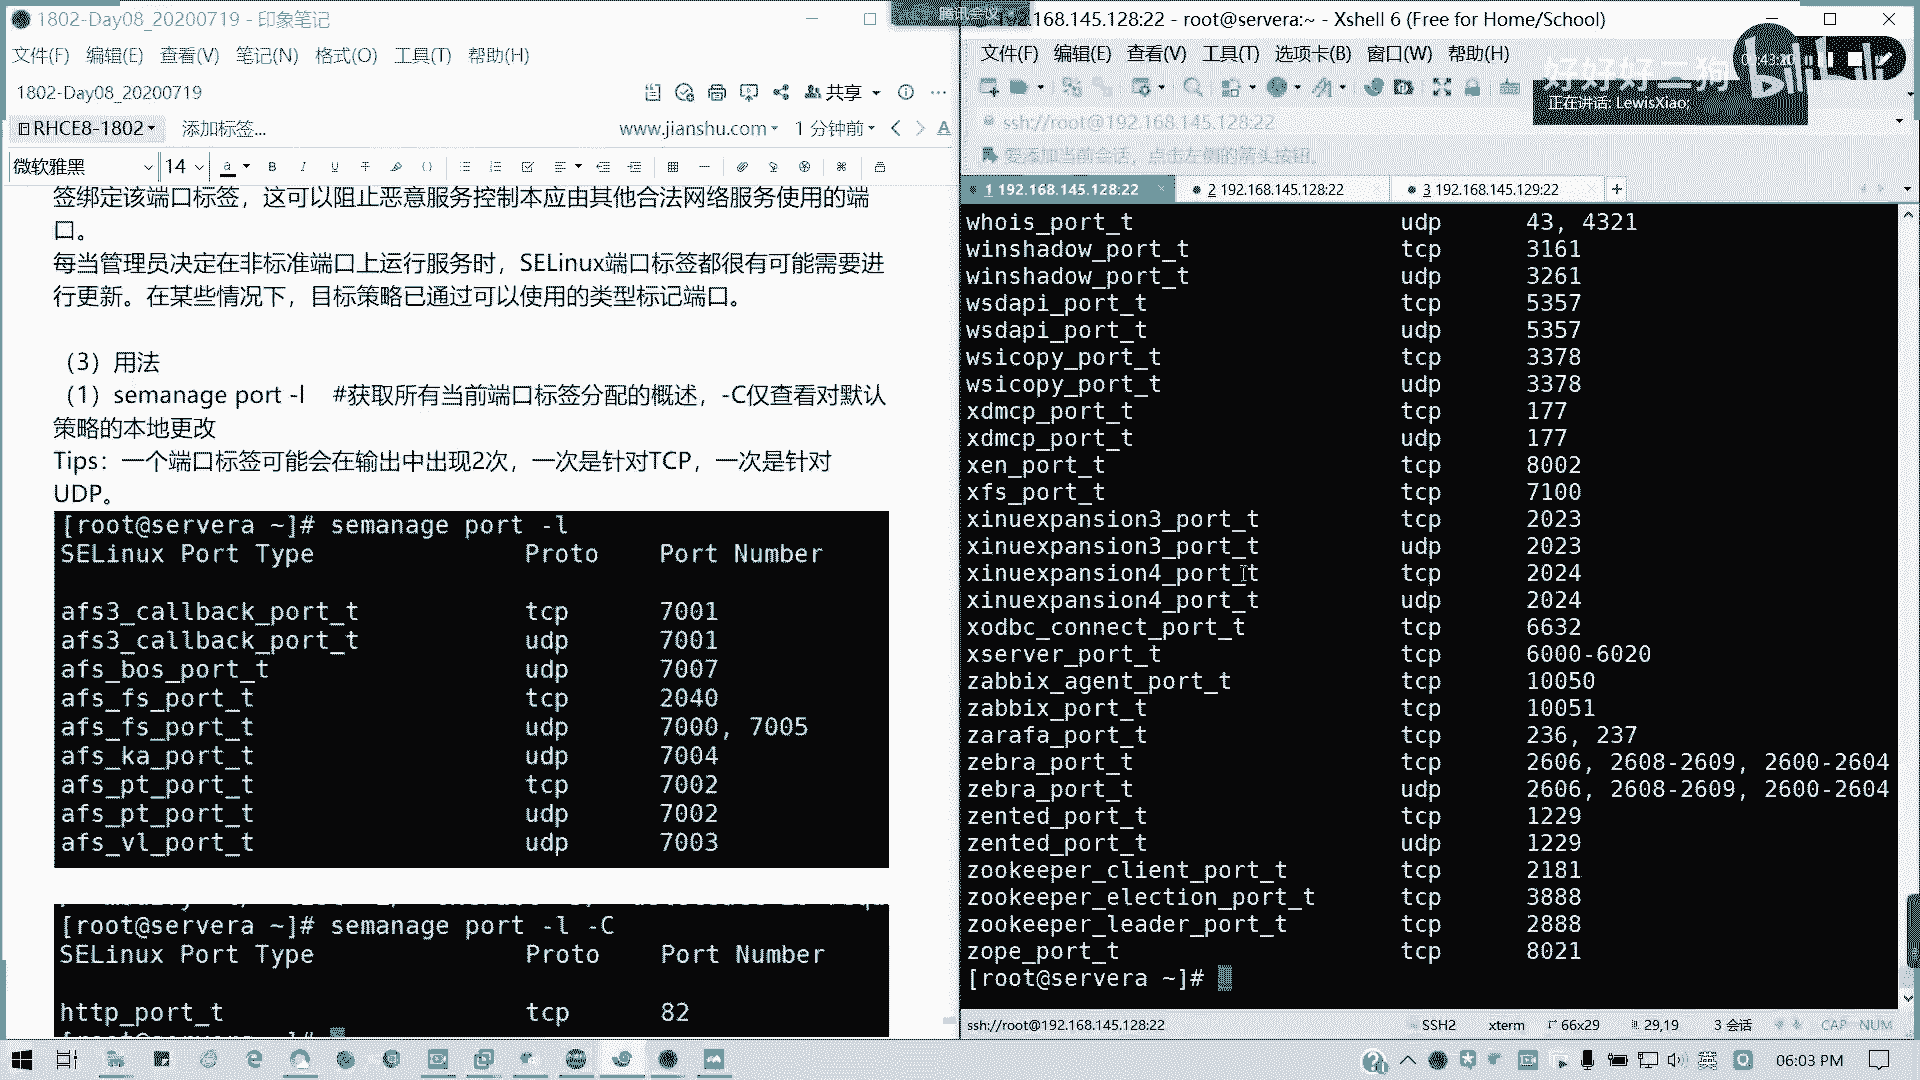 1802-Day08_20200719 - 印象笔记
文件(F) 编辑(E) 查看(V) 笔记(N) 格式(O) 工具(T) 帮助(H)
1802-Day08_20200719
共享
RHCE8-1802
添加标签...
www.jianshu.com
1 分钟前
微软雅黑
14
签绑定该端口标签，这可以阻止恶意服务控制本应由其他合法网络服务使用的端
口。
每当管理员决定在非标准端口上运行服务时，SELinux端口标签都很有可能需要进
行更新。在某些情况下，目标策略已通过可以使用的类型标记端口。
（3）用法
（1）semanage port -l #获取所有当前端口标签分配的概述，-C仅查看对默认
策略的本地更改
Tips：一个端口标签可能会在输出中出现2次，一次是针对TCP，一次是针对
UDP。
[root@servera ~]# semanage port -l
SELinux Port Type Proto Port Number
afs3_callback_port_t tcp 7001
afs3_callback_port_t udp 7001
afs_bos_port_t udp 7007
afs_fs_port_t tcp 2040
afs_fs_port_t udp 7000, 7005
afs_ka_port_t udp 7004
afs_pt_port_t tcp 7002
afs_pt_port_t udp 7002
afs_vl_port_t udp 7003
[root@servera ~]# semanage port -l -C
SELinux Port Type Proto Port Number
http_port_t tcp 82
腾讯会议
.168.145.128:22 - root@servera:~ - Xshell 6 (Free for Home/School)
文件(F) 编辑(E) 查看(V) 工具(T) 选项卡(B) 窗口(W) 帮助(H)
好好好二狗
bilibili
正在讲话: LewisXiao;
ssh://root@192.168.145.128:22
要添加当前会话，点击左侧的箭头按钮。
1 192.168.145.128:22
2 192.168.145.128:22
3 192.168.145.129:22
whois_port_t udp 43, 4321
winshadow_port_t tcp 3161
winshadow_port_t udp 3261
wsdapi_port_t tcp 5357
wsdapi_port_t udp 5357
wsicopy_port_t tcp 3378
wsicopy_port_t udp 3378
xdmcp_port_t tcp 177
xdmcp_port_t udp 177
xen_port_t tcp 8002
xfs_port_t tcp 7100
xinuexpansion3_port_t tcp 2023
xinuexpansion3_port_t udp 2023
xinuexpansion4_port_t tcp 2024
xinuexpansion4_port_t udp 2024
xodbc_connect_port_t tcp 6632
xserver_port_t tcp 6000-6020
zabbix_agent_port_t tcp 10050
zabbix_port_t tcp 10051
zarafa_port_t tcp 236, 237
zebra_port_t tcp 2606, 2608-2609, 2600-2604
zebra_port_t udp 2606, 2608-2609, 2600-2604
zented_port_t tcp 1229
zented_port_t udp 1229
zookeeper_client_port_t tcp 2181
zookeeper_election_port_t tcp 3888
zookeeper_leader_port_t tcp 2888
zope_port_t tcp 8021
[root@servera ~]#
ssh://root@192.168.145.128:22
SSH2
xterm
66x29
29,19
3 会话
CAP NUM
英
06:03 PM